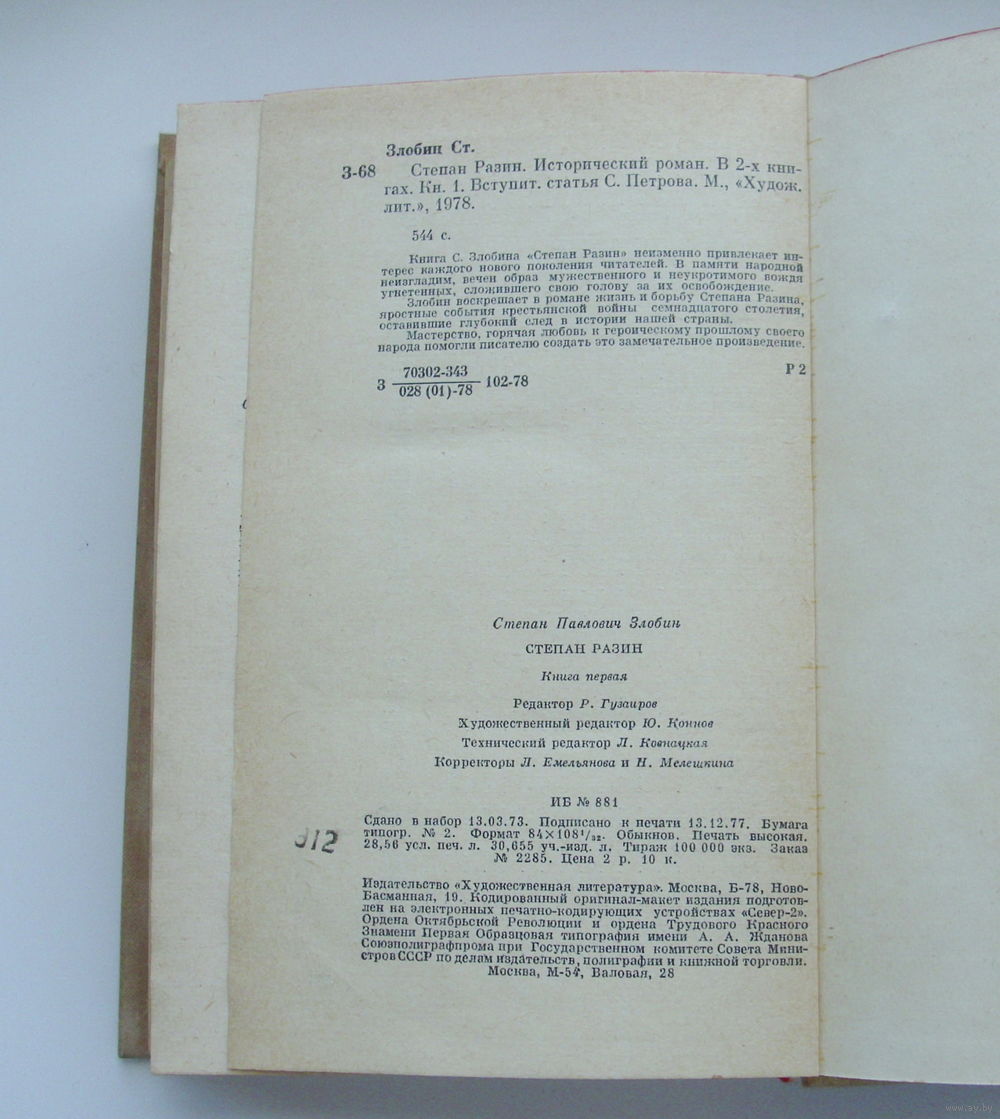 Злобин Ст.
З-68 Степан Разин. Исторический роман. В 2-х кни-
гах. Кн. 1. Вступит. статья С. Петрова. М., «Худож.
лит.», 1978.
544 с.
Книга С. Злобина «Степан Разин» неизменно привлекает ин-
терес каждого нового поколения читателей. В памяти народной
неизгладим, вечен образ мужественного и неукротимого вождя
угнетенных, сложившего свою голову за их освобождение.
Злобин воскрешает в романе жизнь и борьбу Степана Разина,
яростные события крестьянской войны семнадцатого столетия,
оставившие глубокий след в истории нашей страны.
Мастерство, горячая любовь к героическому прошлому своего
народа помогли писателю создать это замечательное произведение.
З 70302-343 102-78 Р 2
028 (01)-78
Степан Павлович Злобин
СТЕПАН РАЗИН
Книга первая
Редактор Р. Гузаиров
Художественный редактор Ю. Коннов
Технический редактор Л. Ковнацкая
Корректоры Л. Емельянова и Н. Мелешкина
ИБ № 881
Сдано в набор 13.03.73. Подписано к печати 13.12.77. Бумага
типогр. № 2. Формат 84×108¹/₃₂. Обыкнов. Печать высокая.
28,56 усл. печ. л. 30,655 уч.-изд. л. Тираж 100 000 экз. Заказ
№ 2285. Цена 2 р. 10 к.
912
Издательство «Художественная литература». Москва, Б-78, Ново-
Басманная, 19. Кодированный оригинал-макет издания подготов-
лен на электронных печатно-кодирующих устройствах «Север-2».
Ордена Октябрьской Революции и ордена Трудового Красного
Знамени Первая Образцовая типография имени А. А. Жданова
Союзполиграфпрома при Государственном комитете Совета Мини-
стров СССР по делам издательств, полиграфии и книжной торговли.
Москва, М-54, Валовая, 28
www.ay.by